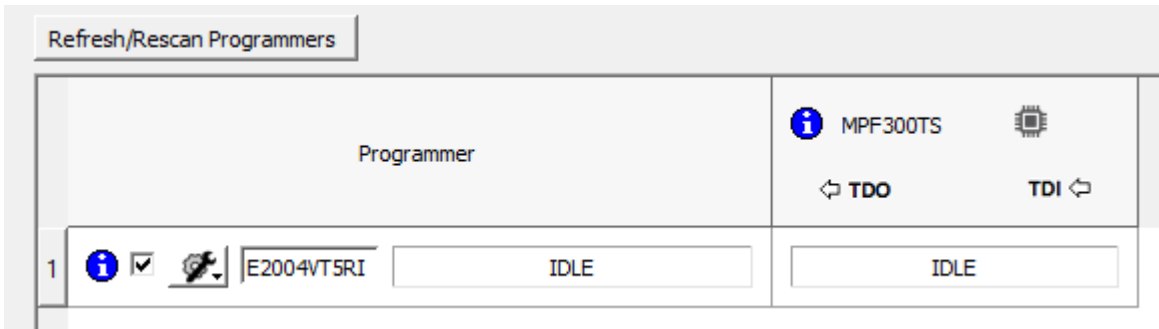 Refresh/Rescan Programmers
Programmer
MPF300TS
TDO TDI
1 E2004VT5RI IDLE IDLE